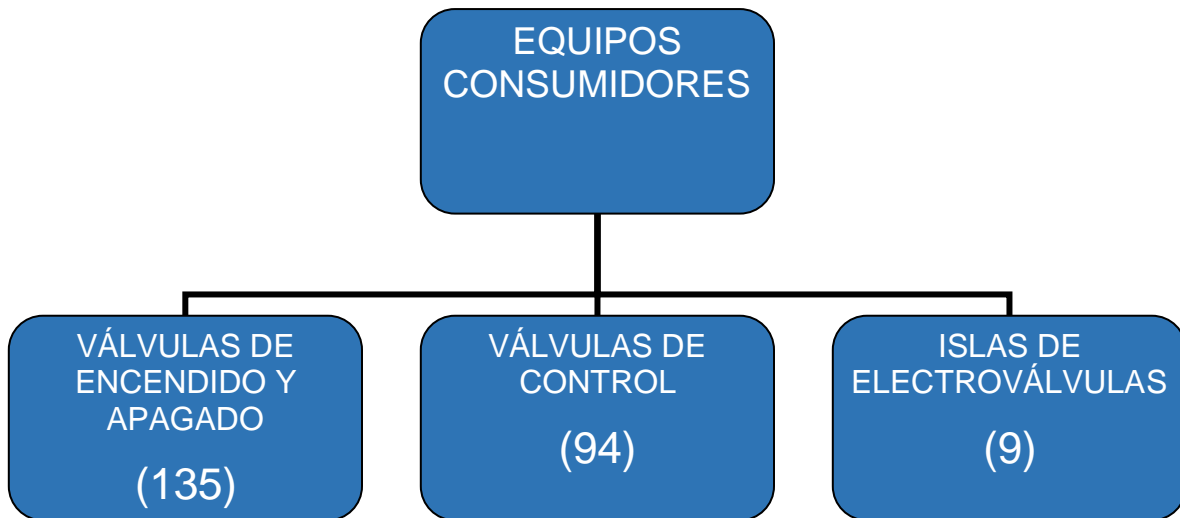 EQUIPOS
CONSUMIDORES
VÁLVULAS DE
ENCENDIDO Y
APAGADO
(135)
VÁLVULAS DE
CONTROL
(94)
ISLAS DE
ELECTROVÁLVULAS
(9)